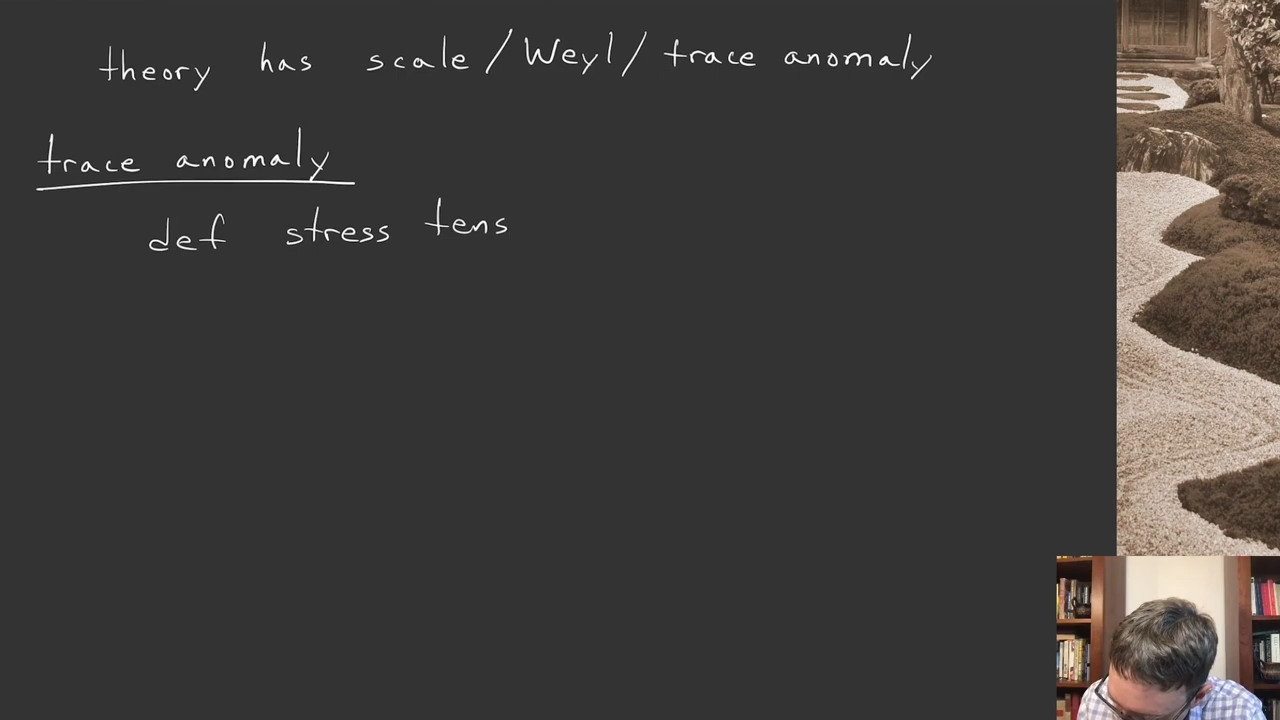 theory has scale/Weyl/trace anomaly
trace anomaly
def stress tens